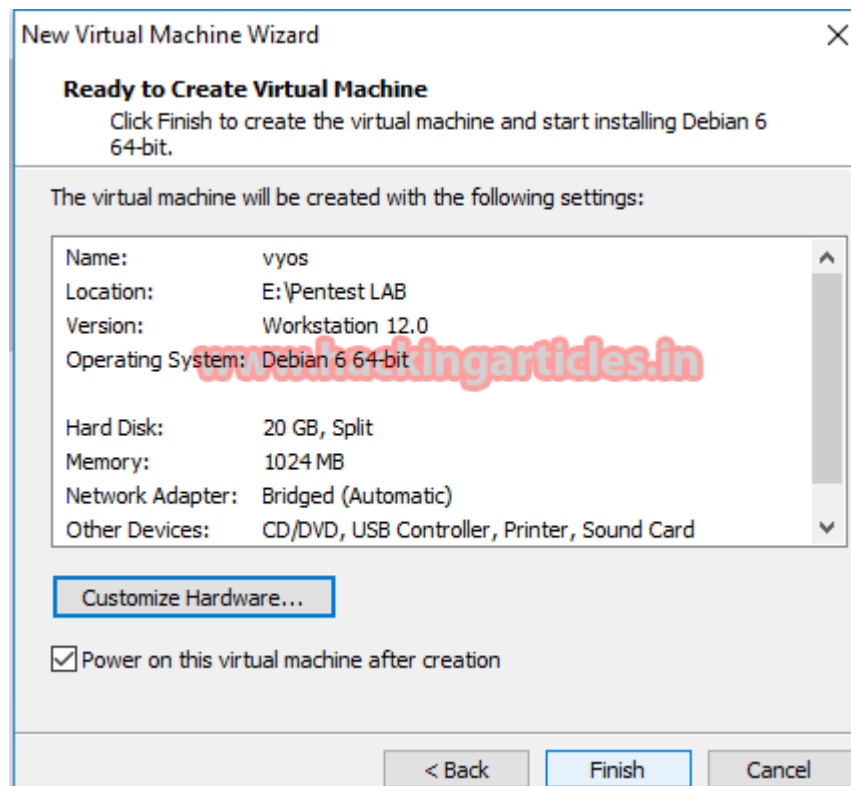 New Virtual Machine Wizard
Ready to Create Virtual Machine
Click Finish to create the virtual machine and start installing Debian 6
64-bit.
The virtual machine will be created with the following settings:
Name: vyos
Location: E:\Pentest LAB
Version: Workstation 12.0
Operating System: Debian 6 64-bit
www.hackingarticles.in
Hard Disk: 20 GB, Split
Memory: 1024 MB
Network Adapter: Bridged (Automatic)
Other Devices: CD/DVD, USB Controller, Printer, Sound Card
Customize Hardware...
Power on this virtual machine after creation
< Back Finish Cancel